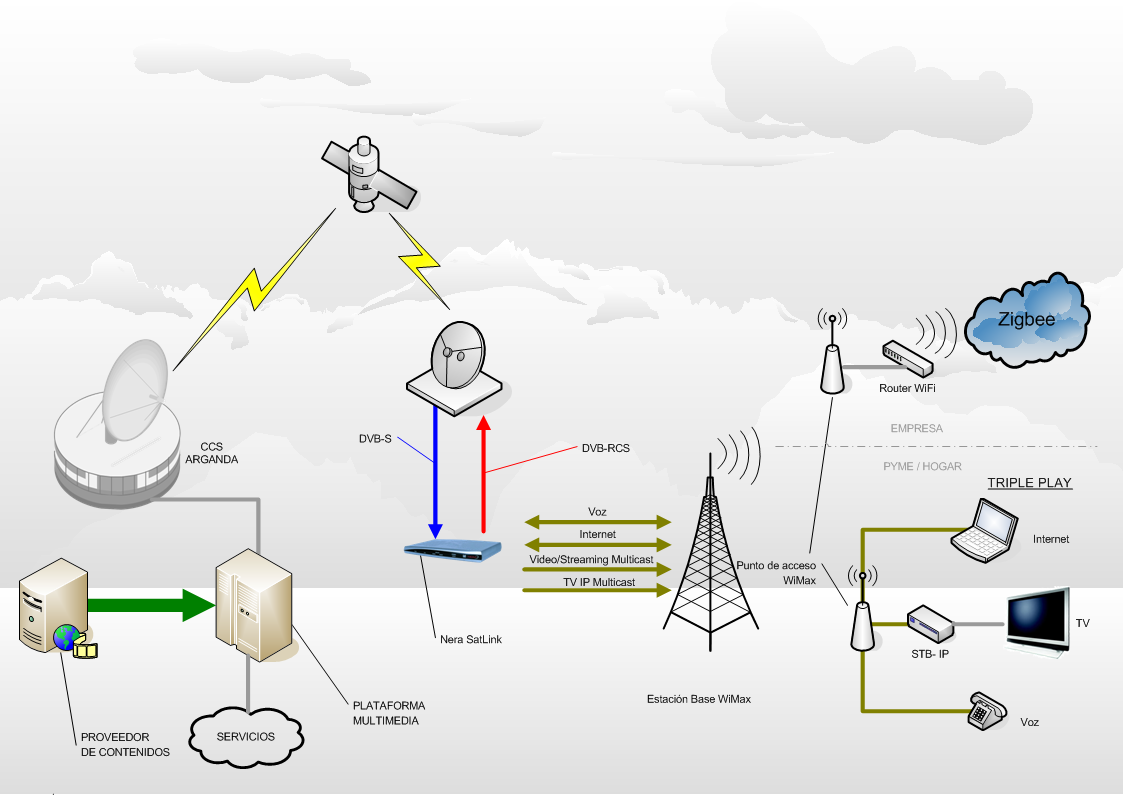 Zigbee
Router WiFi
EMPRESA
PYME / HOGAR
TRIPLE PLAY
CCS
ARGANDA
DVB-S
DVB-RCS
Voz
Internet
Video/Streaming Multicast
TV IP Multicast
Internet
Punto de acceso
WiMax
TV
STB- IP
Nera SatLink
Estación Base WiMax
Voz
PLATAFORMA
MULTIMEDIA
SERVICIOS
PROVEEDOR
DE CONTENIDOS